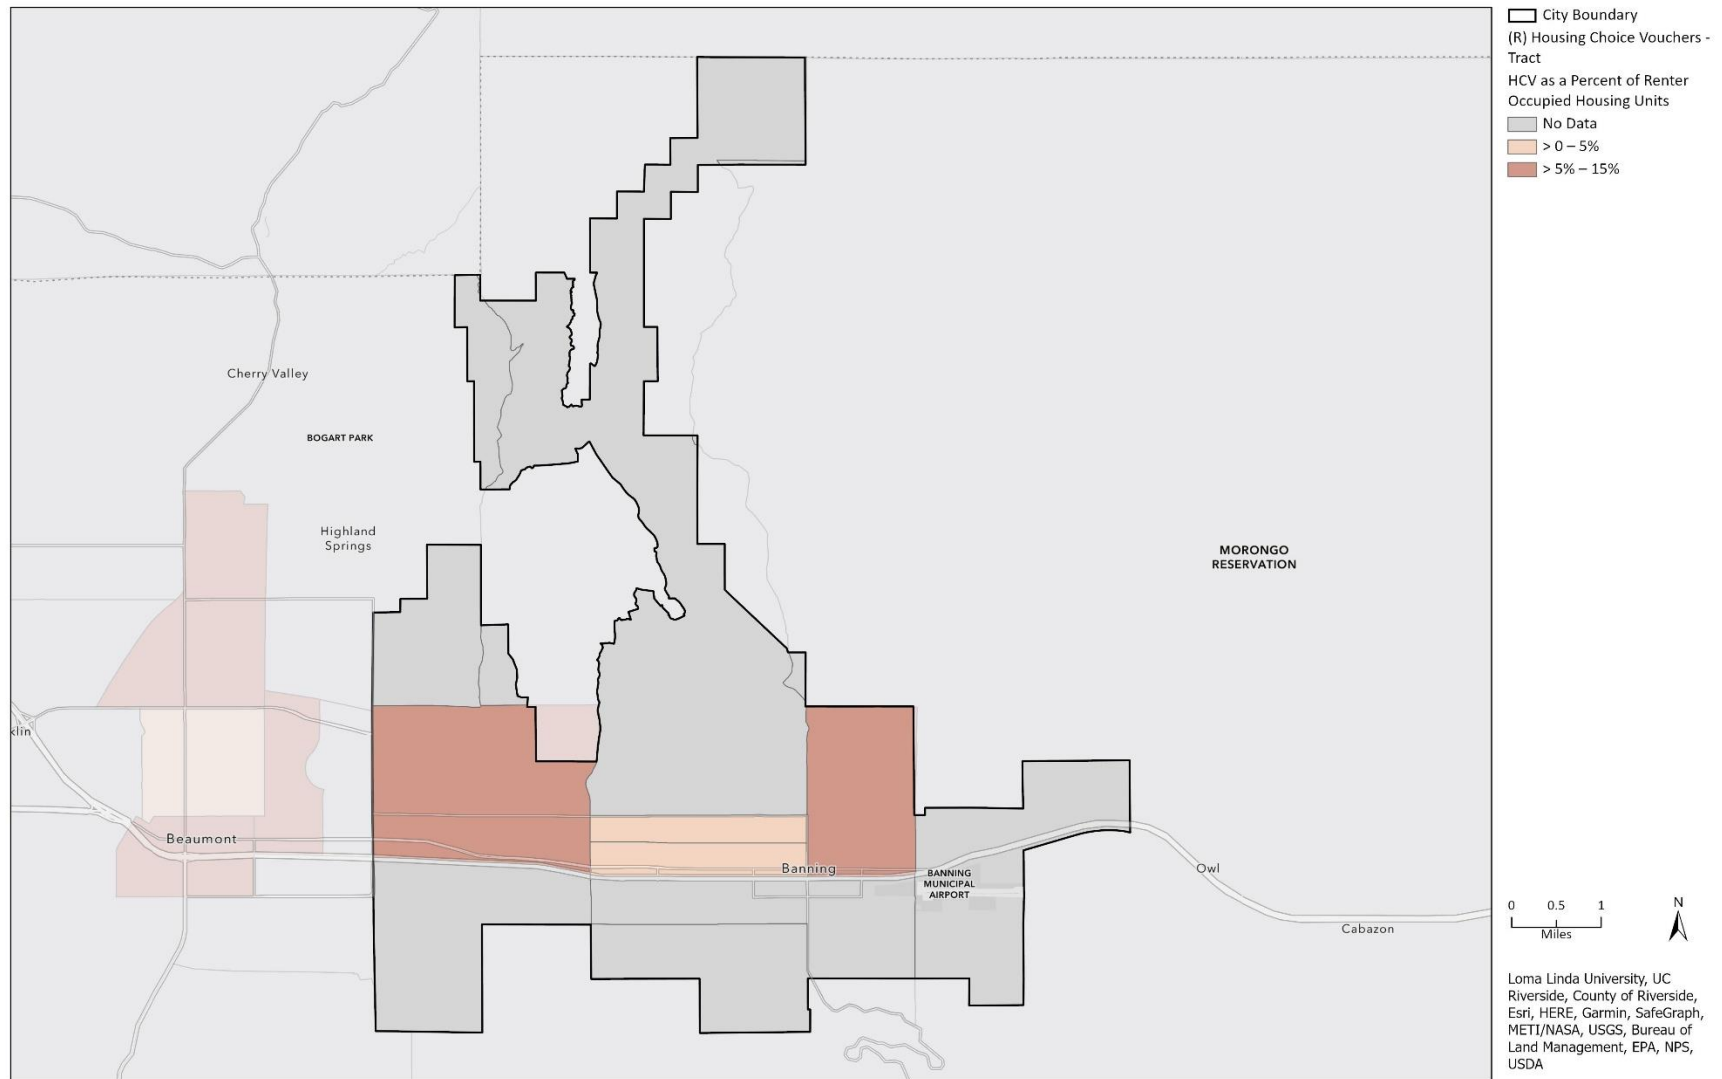 City Boundary
(R) Housing Choice Vouchers -
Tract
HCV as a Percent of Renter
Occupied Housing Units
No Data
> 0 – 5%
> 5% – 15%
Cherry Valley
BOGART PARK
Highland
Springs
MORONGO
RESERVATION
klin
Beaumont
Banning
BANNING
MUNICIPAL
AIRPORT
Owl
Cabazon
0 0.5 1
Miles
N
Loma Linda University, UC
Riverside, County of Riverside,
Esri, HERE, Garmin, SafeGraph,
METI/NASA, USGS, Bureau of
Land Management, EPA, NPS,
USDA